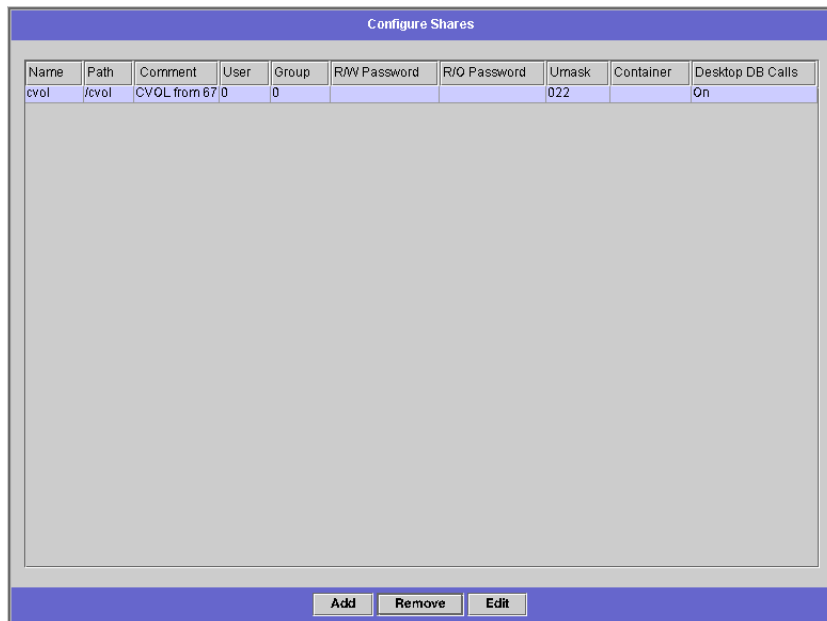 Configure Shares
Name Path Comment User Group R/W Password R/O Password Umask Container Desktop DB Calls
cvol /cvol CVOL from 67 0 0 022 On
Add Remove Edit